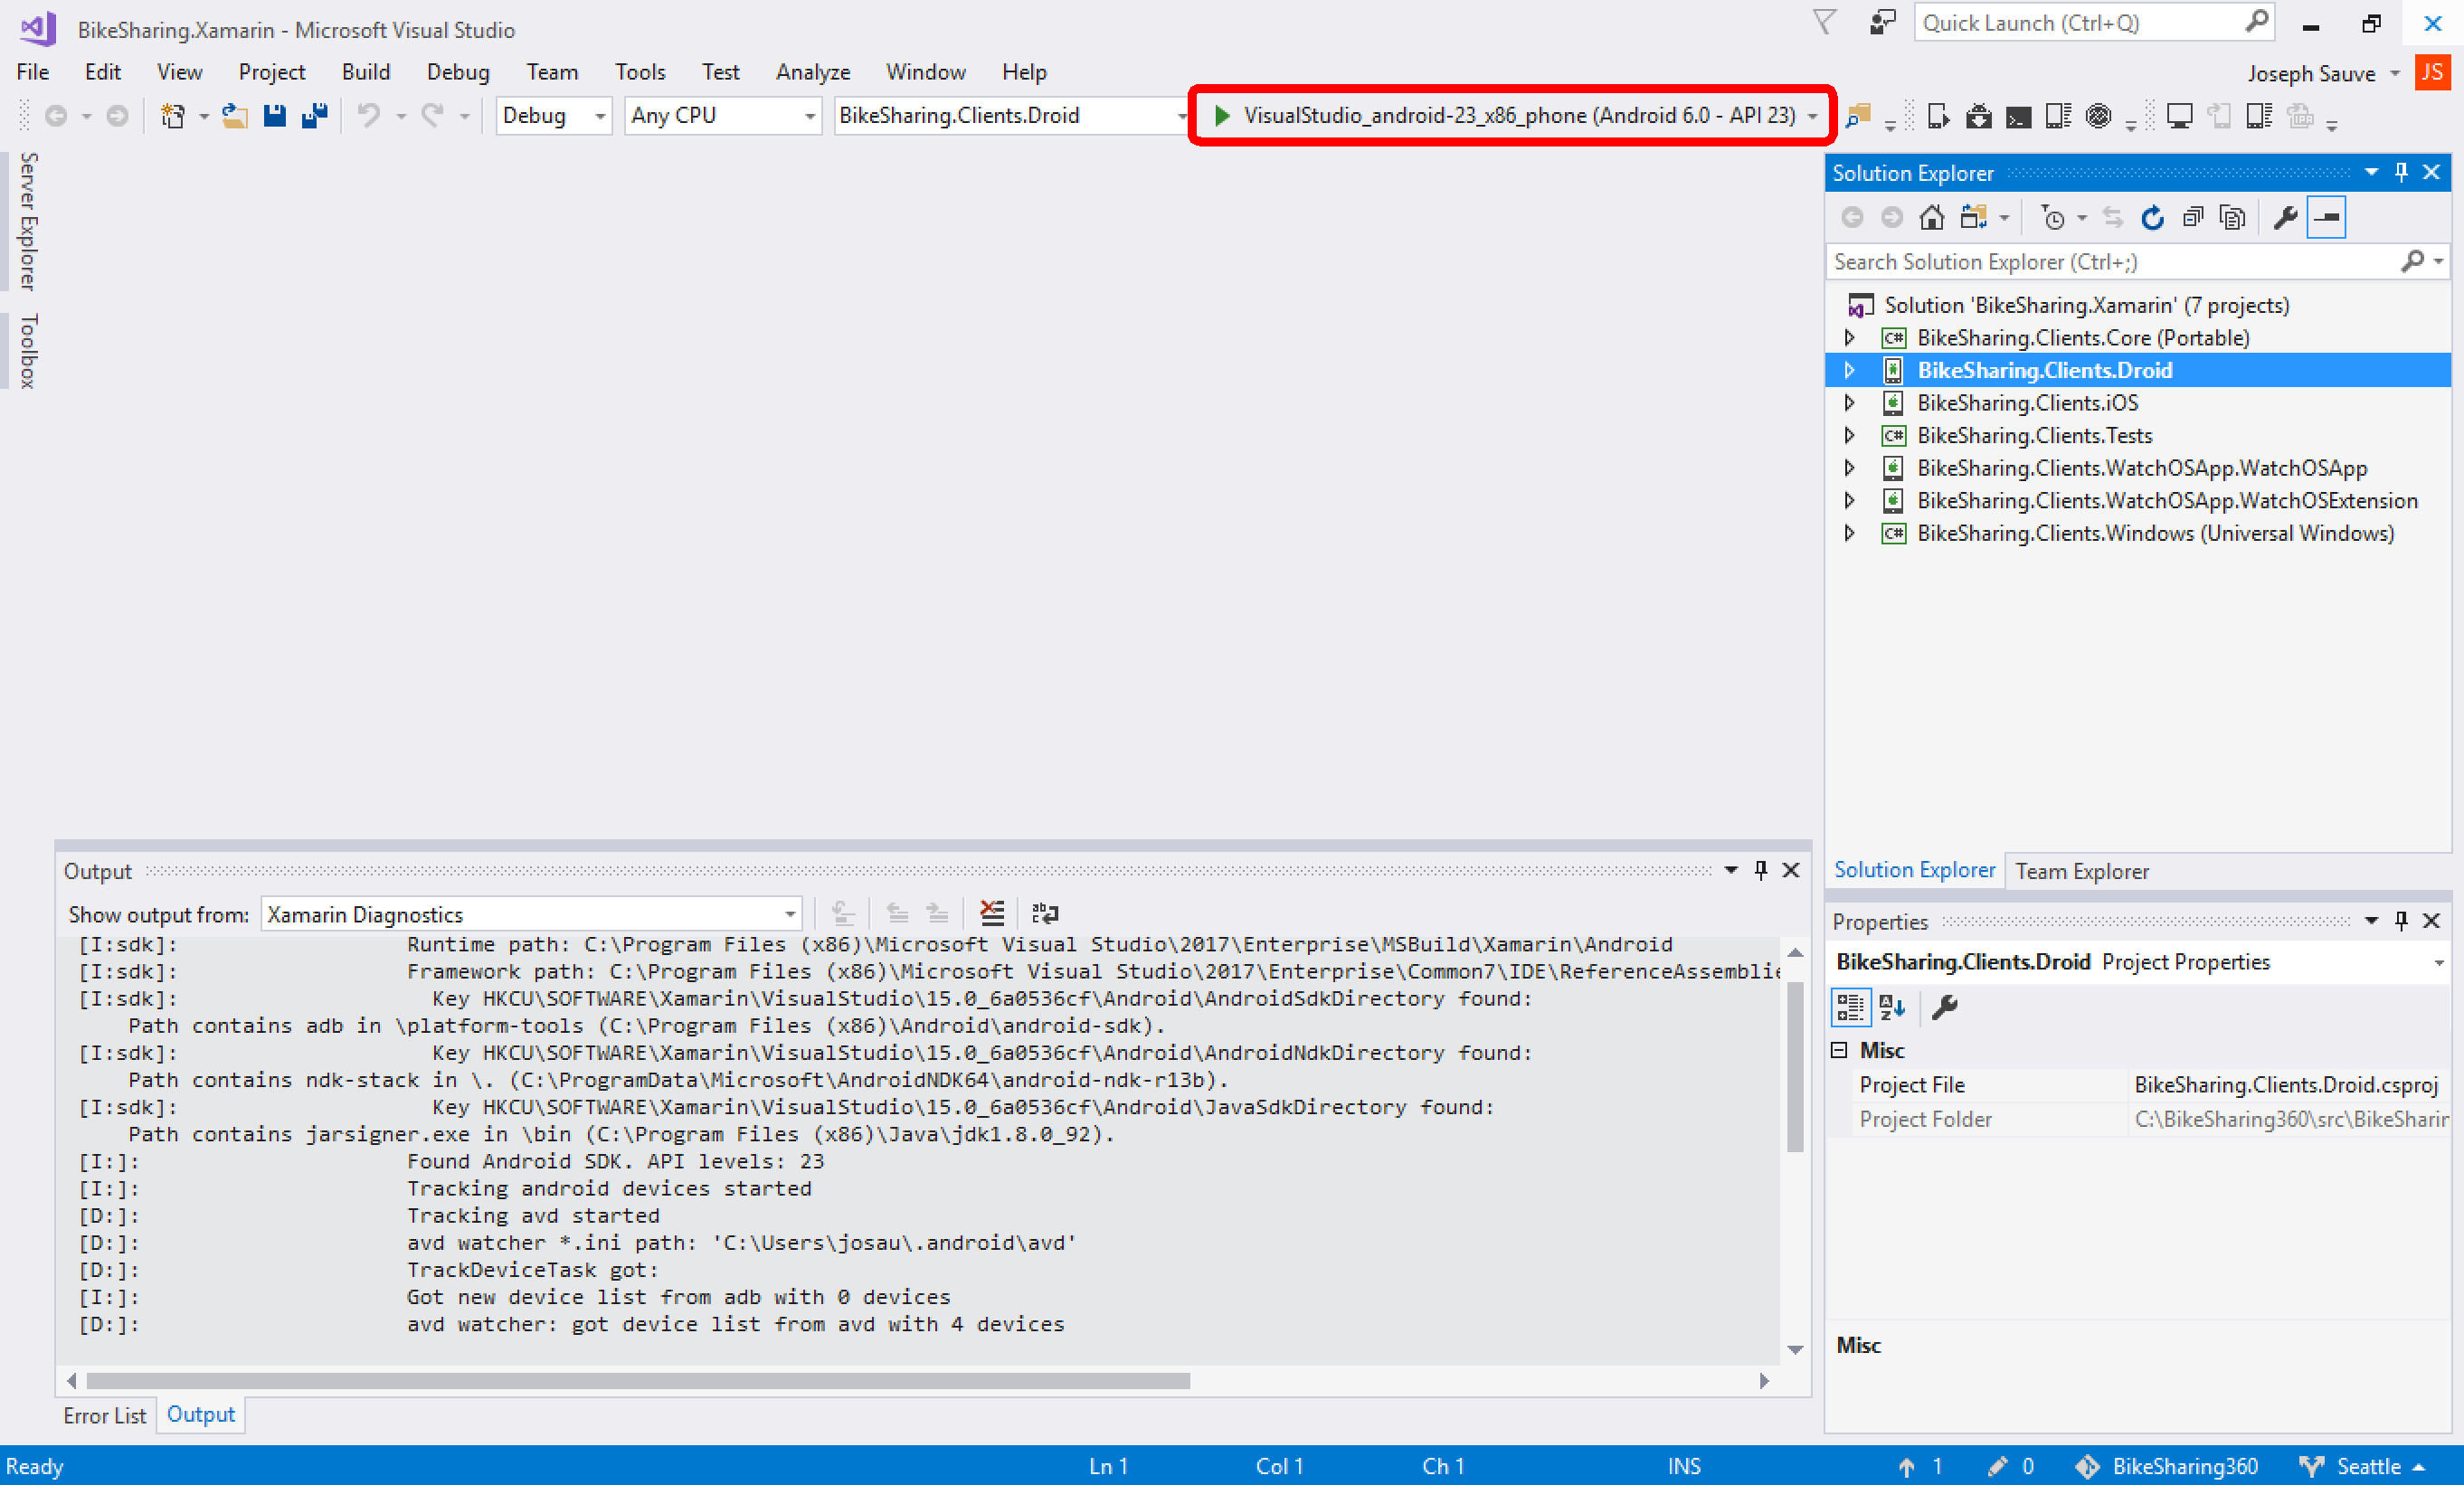 BikeSharing.Xamarin - Microsoft Visual Studio
Quick Launch (Ctrl+Q)
File Edit View Project Build Debug Team Tools Test Analyze Window Help
Joseph Sauve JS
Debug Any CPU BikeSharing.Clients.Droid VisualStudio_android-23_x86_phone (Android 6.0 - API 23)
Server Explorer
Toolbox
Solution Explorer
Search Solution Explorer (Ctrl+;)
Solution 'BikeSharing.Xamarin' (7 projects)
BikeSharing.Clients.Core (Portable)
BikeSharing.Clients.Droid
BikeSharing.Clients.iOS
BikeSharing.Clients.Tests
BikeSharing.Clients.WatchOSApp.WatchOSApp
BikeSharing.Clients.WatchOSApp.WatchOSExtension
BikeSharing.Clients.Windows (Universal Windows)
Solution Explorer Team Explorer
Output
Show output from: Xamarin Diagnostics
[I:sdk]: Runtime path: C:\Program Files (x86)\Microsoft Visual Studio\2017\Enterprise\MSBuild\Xamarin\Android
[I:sdk]: Framework path: C:\Program Files (x86)\Microsoft Visual Studio\2017\Enterprise\Common7\IDE\ReferenceAssemblie
[I:sdk]: Key HKCU\SOFTWARE\Xamarin\VisualStudio\15.0_6a0536cf\Android\AndroidSdkDirectory found:
Path contains adb in \platform-tools (C:\Program Files (x86)\Android\android-sdk).
[I:sdk]: Key HKCU\SOFTWARE\Xamarin\VisualStudio\15.0_6a0536cf\Android\AndroidNdkDirectory found:
Path contains ndk-stack in \. (C:\ProgramData\Microsoft\AndroidNDK64\android-ndk-r13b).
[I:sdk]: Key HKCU\SOFTWARE\Xamarin\VisualStudio\15.0_6a0536cf\Android\JavaSdkDirectory found:
Path contains jarsigner.exe in \bin (C:\Program Files (x86)\Java\jdk1.8.0_92).
[I:]: Found Android SDK. API levels: 23
[I:]: Tracking android devices started
[D:]: Tracking avd started
[D:]: avd watcher *.ini path: 'C:\Users\josau\.android\avd'
[D:]: TrackDeviceTask got:
[I:]: Got new device list from adb with 0 devices
[D:]: avd watcher: got device list from avd with 4 devices
Error List Output
Properties
BikeSharing.Clients.Droid Project Properties
Misc
Project File BikeSharing.Clients.Droid.csproj
Project Folder C:\BikeSharing360\src\BikeSharin
Misc
Ready Ln 1 Col 1 Ch 1 INS 1 0 BikeSharing360 Seattle